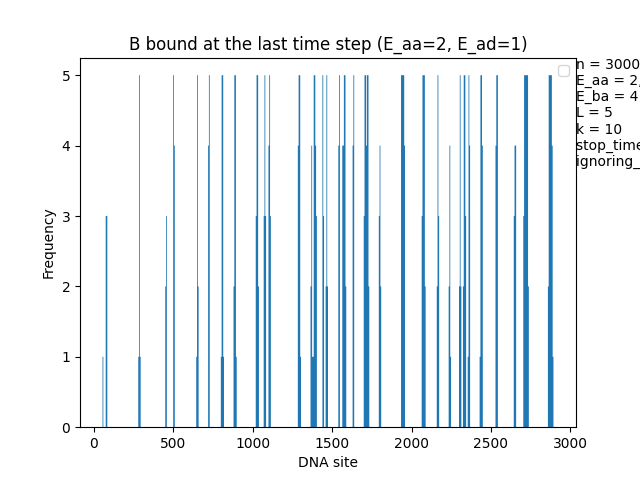 B bound at the last time step (E_aa=2, E_ad=1)
n = 3000
E_aa = 2,
E_ba = 4
L = 5
k = 10
stop_time
ignoring_
Frequency
5
4
3
2
1
0
0 500 1000 1500 2000 2500 3000
DNA site